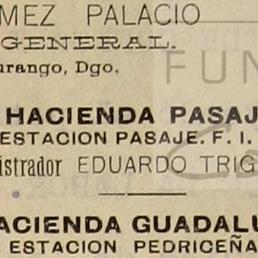 MEZ PALACIO
GENERAL.
urango, Dgo.
FUN
HACIENDA PASAJ
ESTACION PASAJE. F. I.
istrador EDUARDO TRIG
ACIENDA GUADALU
ESTACION PEDRICEÑA